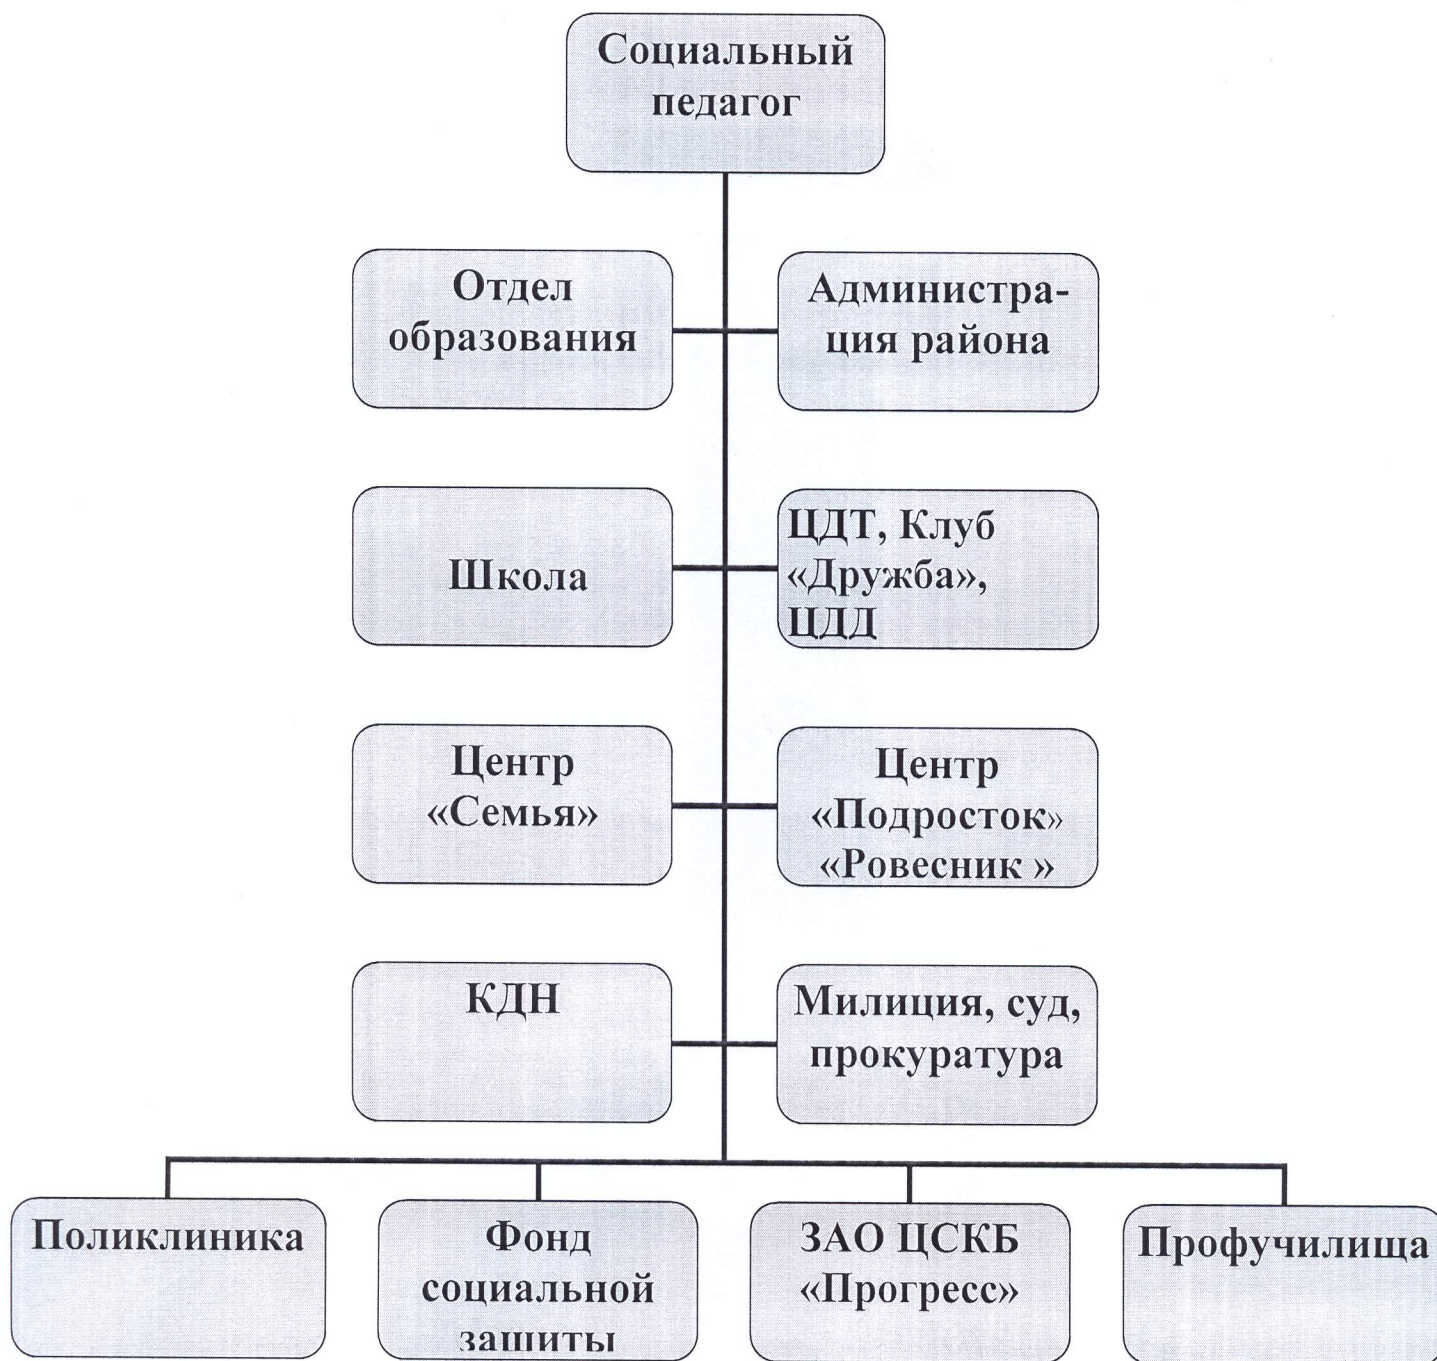 Социальный
педагог
Отдел
образования
Администра-
ция района
Школа
ЦДТ, Клуб
«Дружба»,
ЦДД
Центр
«Семья»
Центр
«Подросток»
«Ровесник »
КДН
Милиция, суд,
прокуратура
Поликлиника
Фонд
социальной
защиты
ЗАО ЦСКБ
«Прогресс»
Профучилища